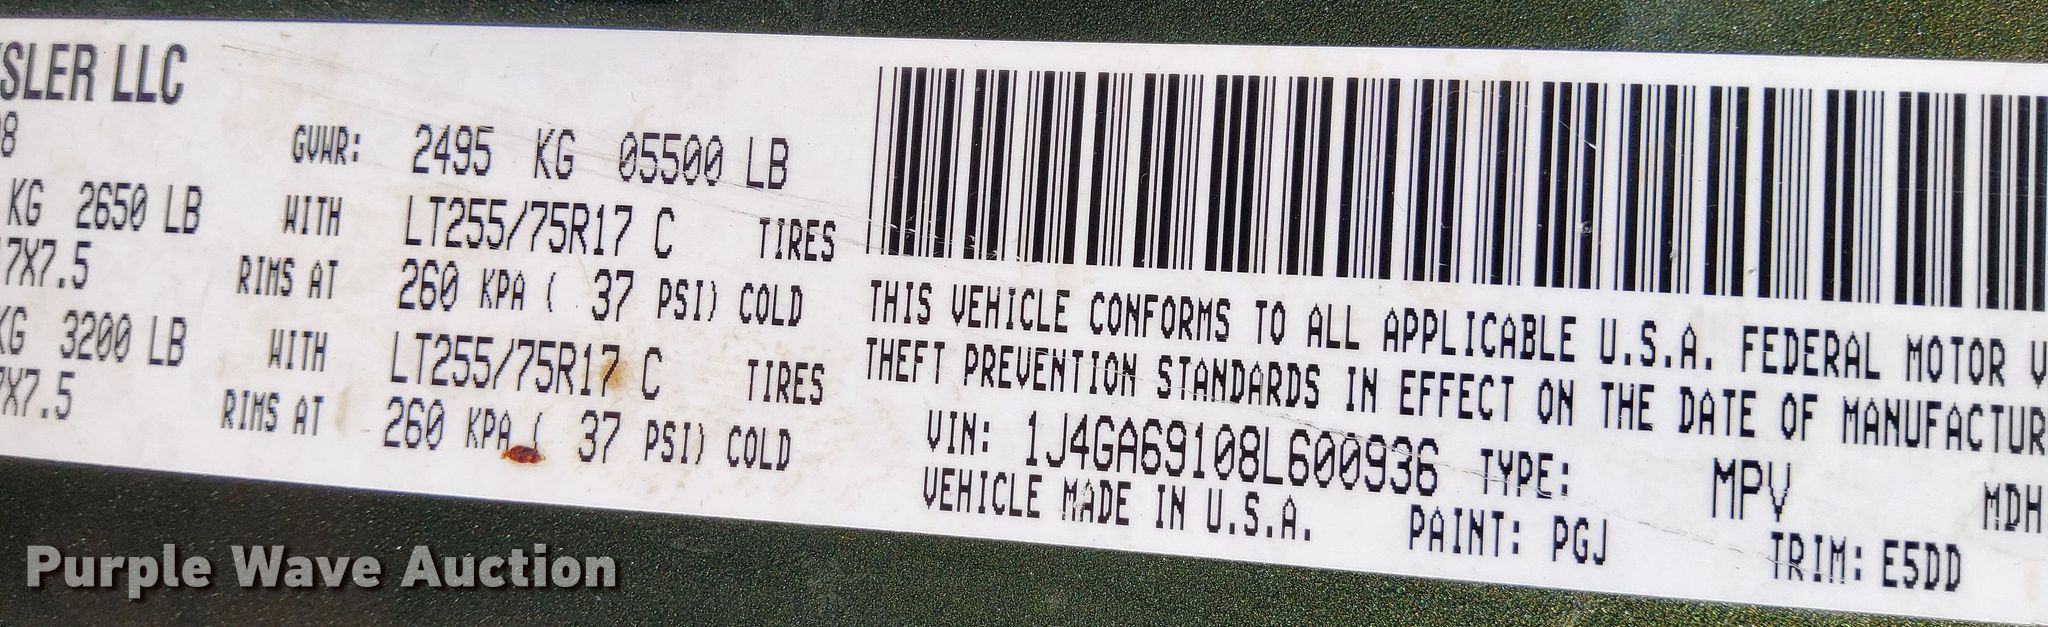 SLER LLC
08
GVWR: 2495 KG 05500 LB
KG 2650 LB WITH LT255/75R17 C TIRES
7X7.5 RIMS AT 260 KPA ( 37 PSI) COLD
KG 3200 LB WITH LT255/75R17 C TIRES
7X7.5 RIMS AT 260 KPA ( 37 PSI) COLD
THIS VEHICLE CONFORMS TO ALL APPLICABLE U.S.A. FEDERAL MOTOR V
THEFT PREVENTION STANDARDS IN EFFECT ON THE DATE OF MANUFACTUR
VIN: 1J4GA69108L600936 TYPE: MPV MDH
VEHICLE MADE IN U.S.A. PAINT: PGJ TRIM: E5DD
Purple Wave Auction